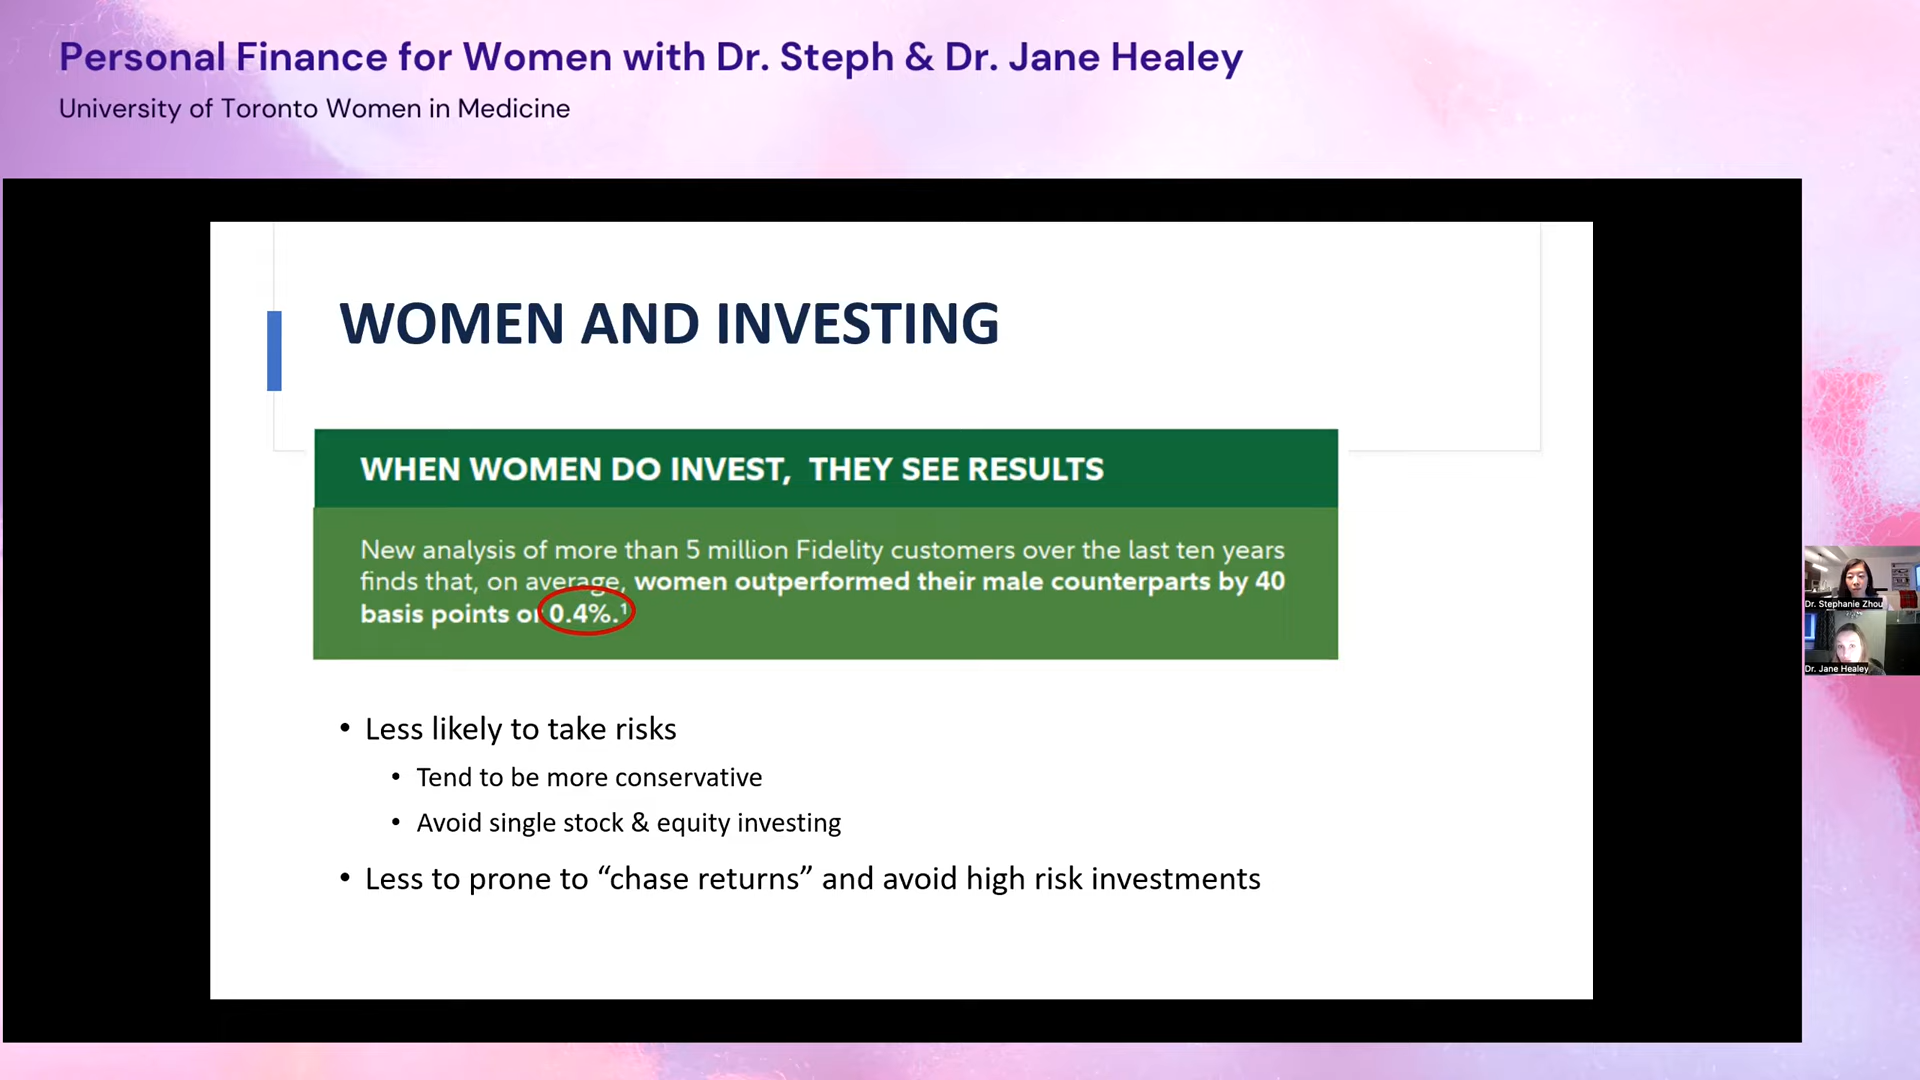 Personal Finance for Women with Dr. Steph & Dr. Jane Healey
University of Toronto Women in Medicine
WOMEN AND INVESTING
WHEN WOMEN DO INVEST, THEY SEE RESULTS
New analysis of more than 5 million Fidelity customers over the last ten years
finds that, on average, women outperformed their male counterparts by 40
basis points or 0.4%.¹
• Less likely to take risks
• Tend to be more conservative
• Avoid single stock & equity investing
• Less to prone to “chase returns” and avoid high risk investments
Dr. Stephanie Zhou
Dr. Jane Healey